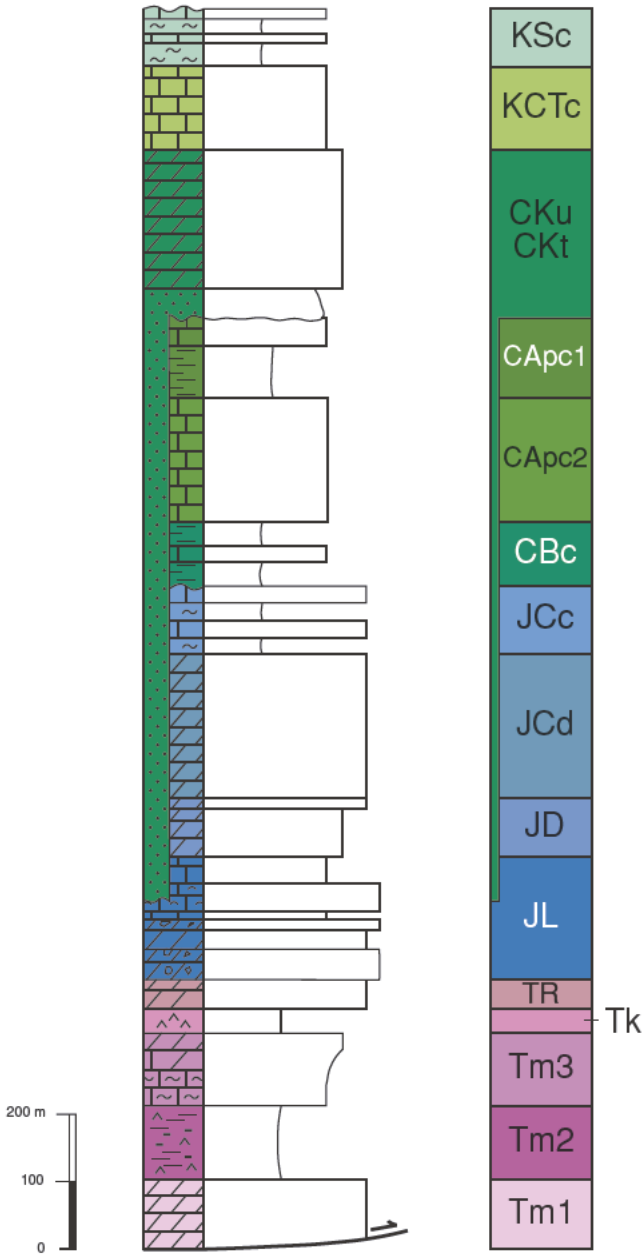 KSc
KCTc
CKu
CKt
CApc1
CApc2
CBc
JCc
JCd
JD
JL
TR
Tk
Tm3
200 m
Tm2
100
Tm1
0